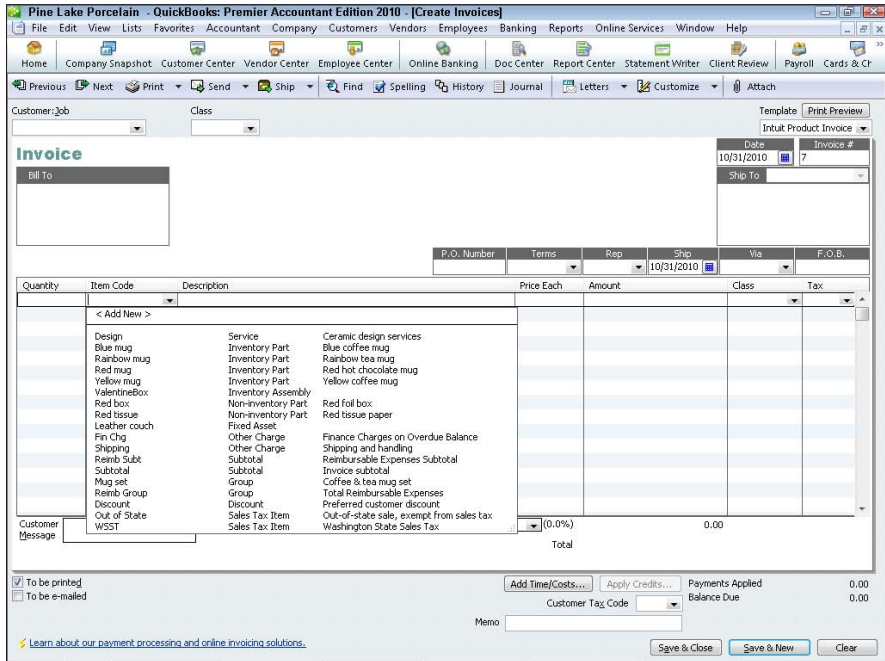 Pine Lake Porcelain - QuickBooks: Premier Accountant Edition 2010 - [Create Invoices]
File Edit View Lists Favorites Accountant Company Customers Vendors Employees Banking Reports Online Services Window Help
Home Company Snapshot Customer Center Vendor Center Employee Center Online Banking Doc Center Report Center Statement Writer Client Review Payroll Cards & Ch
Previous Next Print Send Ship Find Spelling History Journal Letters Customize Attach
Customer:Job Class Template Print Preview
Intuit Product Invoice
Invoice
Date Invoice #
10/31/2010 7
Bill To Ship To
P.O. Number Terms Rep Ship Via F.O.B.
10/31/2010
Quantity Item Code Description Price Each Amount Class Tax
< Add New >
Design Service Ceramic design services
Blue mug Inventory Part Blue coffee mug
Rainbow mug Inventory Part Rainbow tea mug
Red mug Inventory Part Red hot chocolate mug
Yellow mug Inventory Part Yellow coffee mug
ValentineBox Inventory Assembly
Red box Non-inventory Part Red foil box
Red tissue Non-inventory Part Red tissue paper
Leather couch Fixed Asset
Fin Chg Other Charge Finance Charges on Overdue Balance
Shipping Other Charge Shipping and handling
Reimb Subt Subtotal Reimbursable Expenses Subtotal
Subtotal Subtotal Invoice subtotal
Mug set Group Coffee & tea mug set
Reimb Group Group Total Reimbursable Expenses
Discount Discount Preferred customer discount
Out of State Sales Tax Item Out-of-state sale, exempt from sales tax
WSST Sales Tax Item Washington State Sales Tax
Customer Message (0.0%) 0.00
Total
To be printed Add Time/Costs... Apply Credits... Payments Applied 0.00
To be e-mailed Customer Tax Code Balance Due 0.00
Memo
Learn about our payment processing and online invoicing solutions. Save & Close Save & New Clear